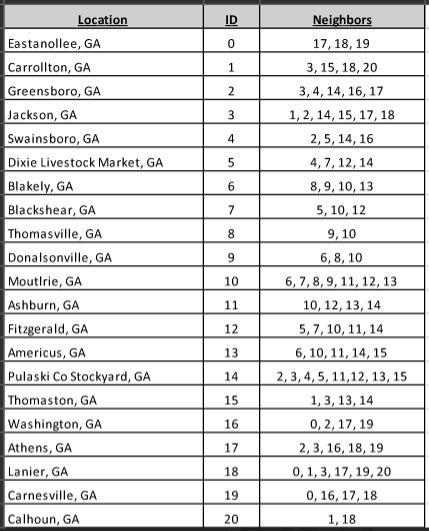 Location ID Neighbors
Eastanollee, GA 0 17, 18, 19
Carrollton, GA 1 3, 15, 18, 20
Greensboro, GA 2 3, 4, 14, 16, 17
Jackson, GA 3 1, 2, 14, 15, 17, 18
Swainsboro, GA 4 2, 5, 14, 16
Dixie Livestock Market, GA 5 4, 7, 12, 14
Blakely, GA 6 8, 9, 10, 13
Blackshear, GA 7 5, 10, 12
Thomasville, GA 8 9, 10
Donalsonville, GA 9 6, 8, 10
Moutlrie, GA 10 6, 7, 8, 9, 11, 12, 13
Ashburn, GA 11 10, 12, 13, 14
Fitzgerald, GA 12 5, 7, 10, 11, 14
Americus, GA 13 6, 10, 11, 14, 15
Pulaski Co Stockyard, GA 14 2, 3, 4, 5, 11,12, 13, 15
Thomaston, GA 15 1, 3, 13, 14
Washington, GA 16 0, 2, 17, 19
Athens, GA 17 2, 3, 16, 18, 19
Lanier, GA 18 0, 1, 3, 17, 19, 20
Carnesville, GA 19 0, 16, 17, 18
Calhoun, GA 20 1, 18